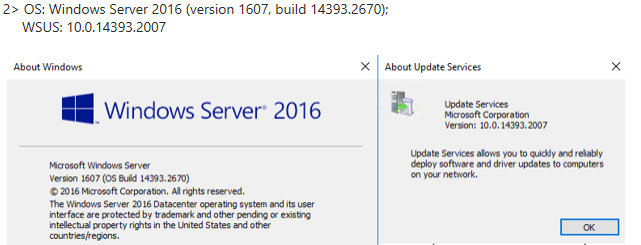 2> OS: Windows Server 2016 (version 1607, build 14393.2670);
WSUS: 10.0.14393.2007
About Windows
Windows Server® 2016
Microsoft Windows Server
Version 1607 (OS Build 14393.2670)
© 2016 Microsoft Corporation. All rights reserved.
The Windows Server 2016 Datacenter operating system and its user
interface are protected by trademark and other pending or existing
intellectual property rights in the United States and other
countries/regions.
About Update Services
Update Services
Microsoft Corporation
Version: 10.0.14393.2007
Update Services allows you to quickly and reliably
deploy software and driver updates to computers
on your network.
OK